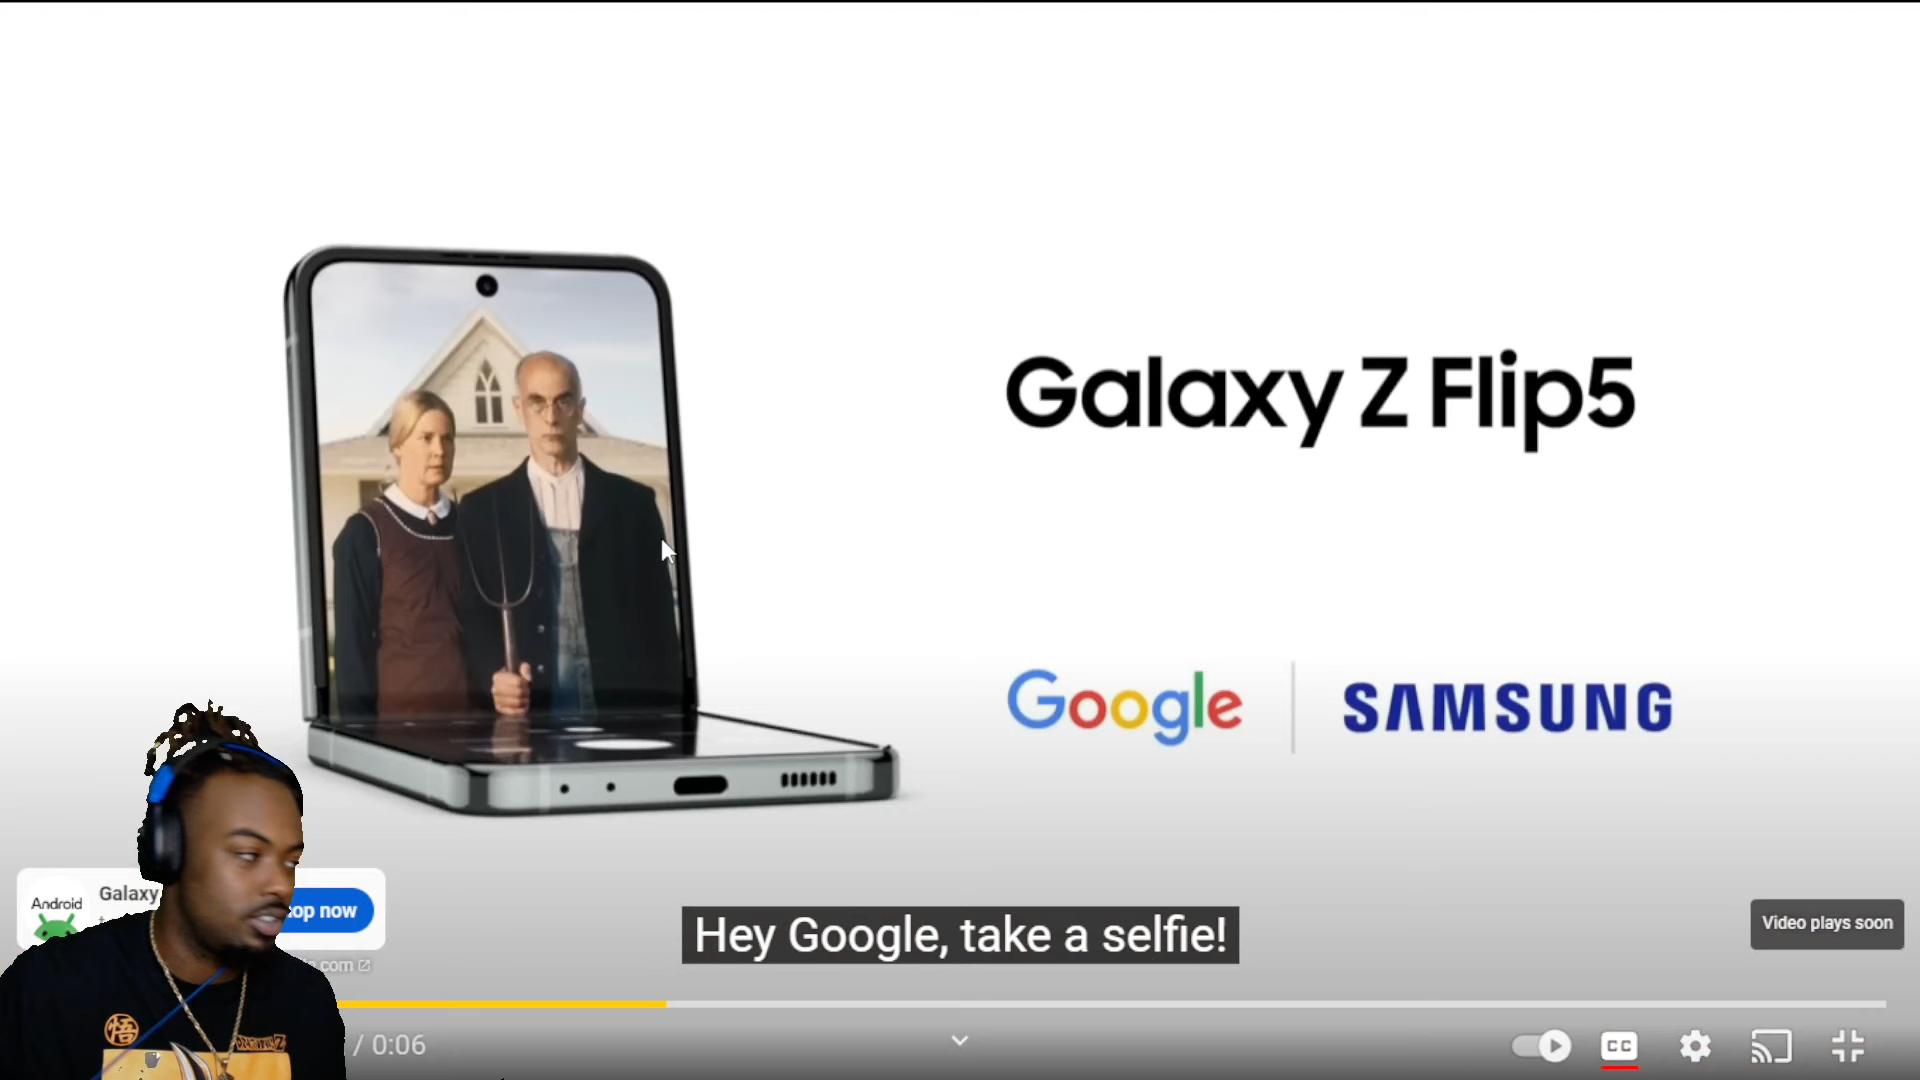 Galaxy Z Flip5
Google
SAMSUNG
Android
Galaxy
op now
Hey Google, take a selfie!
Video plays soon
.com
/ 0:06
CC
悟